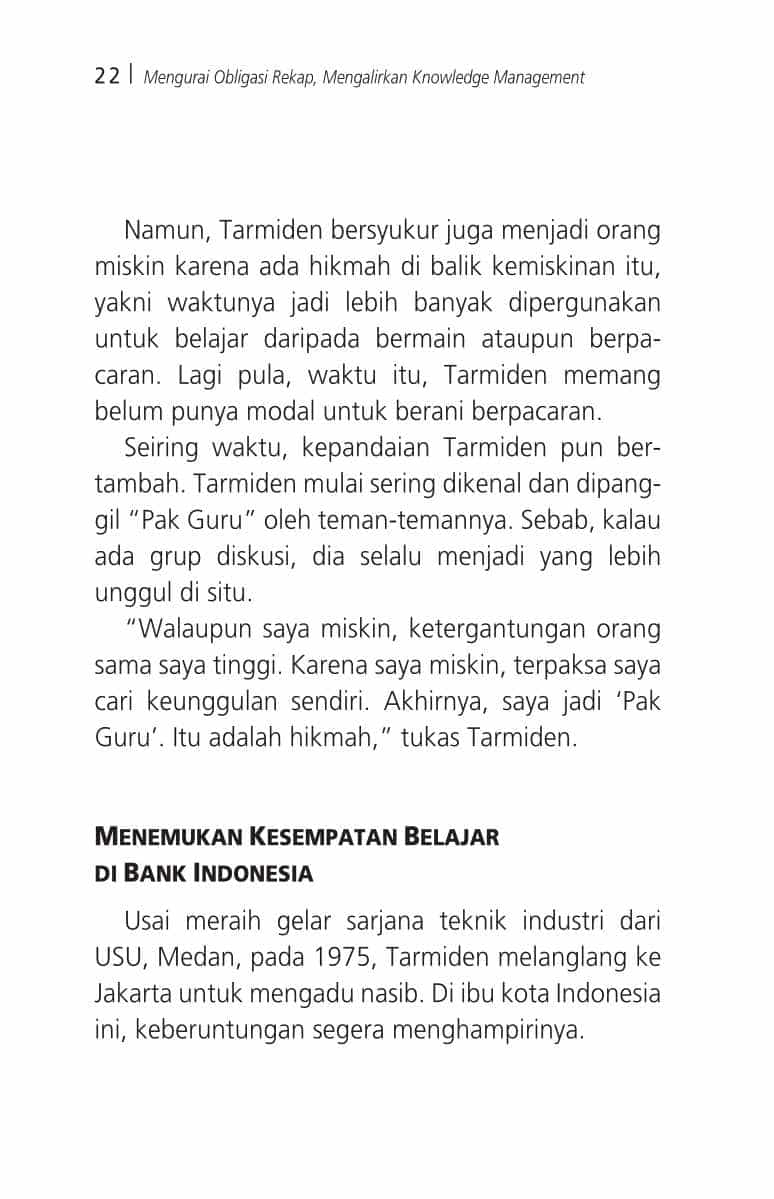 22 | Mengurai Obligasi Rekap, Mengalirkan Knowledge Management
Namun, Tarmiden bersyukur juga menjadi orang
miskin karena ada hikmah di balik kemiskinan itu,
yakni waktunya jadi lebih banyak dipergunakan
untuk belajar daripada bermain ataupun berpa-
caran. Lagi pula, waktu itu, Tarmiden memang
belum punya modal untuk berani berpacaran.
Seiring waktu, kepandaian Tarmiden pun ber-
tambah. Tarmiden mulai sering dikenal dan dipang-
gil “Pak Guru” oleh teman-temannya. Sebab, kalau
ada grup diskusi, dia selalu menjadi yang lebih
unggul di situ.
“Walaupun saya miskin, ketergantungan orang
sama saya tinggi. Karena saya miskin, terpaksa saya
cari keunggulan sendiri. Akhirnya, saya jadi ‘Pak
Guru’. Itu adalah hikmah,” tukas Tarmiden.
MENEMUKAN KESEMPATAN BELAJAR
DI BANK INDONESIA
Usai meraih gelar sarjana teknik industri dari
USU, Medan, pada 1975, Tarmiden melanglang ke
Jakarta untuk mengadu nasib. Di ibu kota Indonesia
ini, keberuntungan segera menghampirinya.